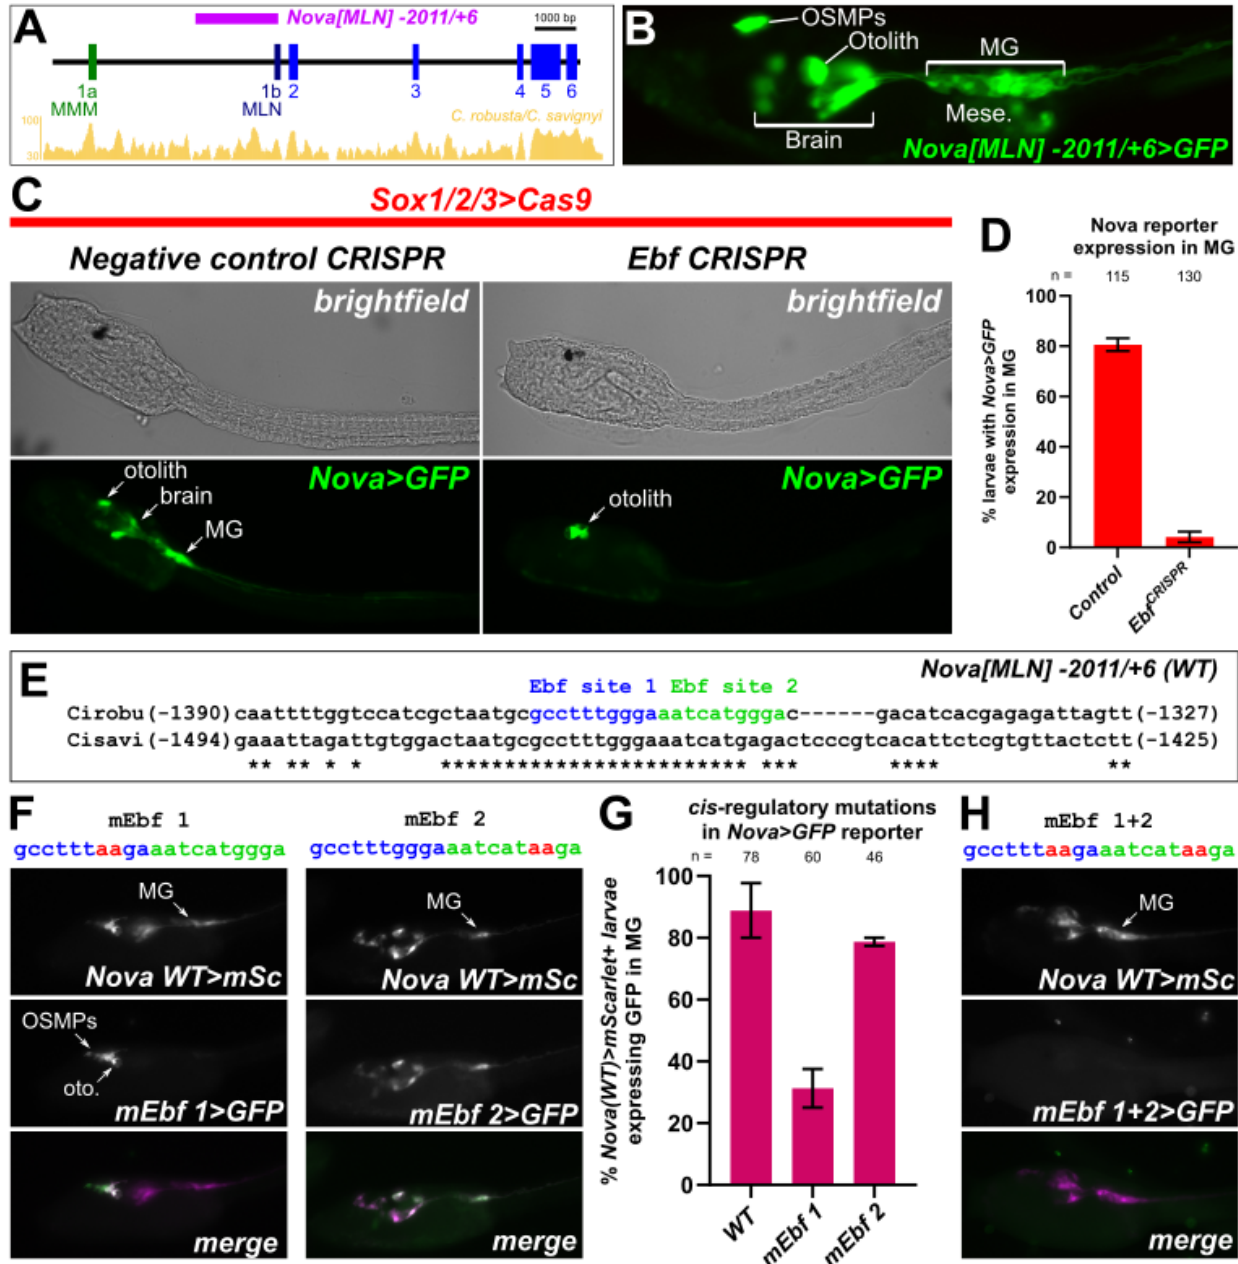 A
Nova[MLN] -2011/+6
1000 bp
1a
1b
2
3
4
5
6
MMM
MLN
C. robusta/C. savignyi
100
30
B
OSMPs
Otolith
MG
Brain
Mese.
Nova[MLN] -2011/+6>GFP
C
Sox1/2/3>Cas9
Negative control CRISPR
Ebf CRISPR
brightfield
brightfield
otolith
brain
MG
Nova>GFP
otolith
Nova>GFP
D
Nova reporter
expression in MG
n =
115
130
% larvae with Nova>GFP
expression in MG
100
80
60
40
20
0
Control
Ebf CRISPR
E
Nova[MLN] -2011/+6 (WT)
Ebf site 1 Ebf site 2
Cirobu(-1390)caattttggtccatcgctaatgcgcctttgggaaatcatgggac------gacatcacgagagattagtt(-1327)
Cisavi(-1494)gaaattagattgtggactaatgcgcctttgggaaatcatgagactcccgtcacattctcgtgttactctt(-1425)
** ** * * ************************ *** **** **
F
mEbf 1
gcctttaagaaatcatggga
MG
Nova WT>mSc
OSMPs
oto.
mEbf 1>GFP
merge
mEbf 2
gcctttgggaaatcataaga
MG
Nova WT>mSc
mEbf 2>GFP
merge
G
cis-regulatory mutations
in Nova>GFP reporter
n =
78
60
46
% Nova(WT)>mScarlet+ larvae
expressing GFP in MG
100
80
60
40
20
0
WT
mEbf 1
mEbf 2
H
mEbf 1+2
gcctttaagaaatcataaga
MG
Nova WT>mSc
mEbf 1+2>GFP
merge